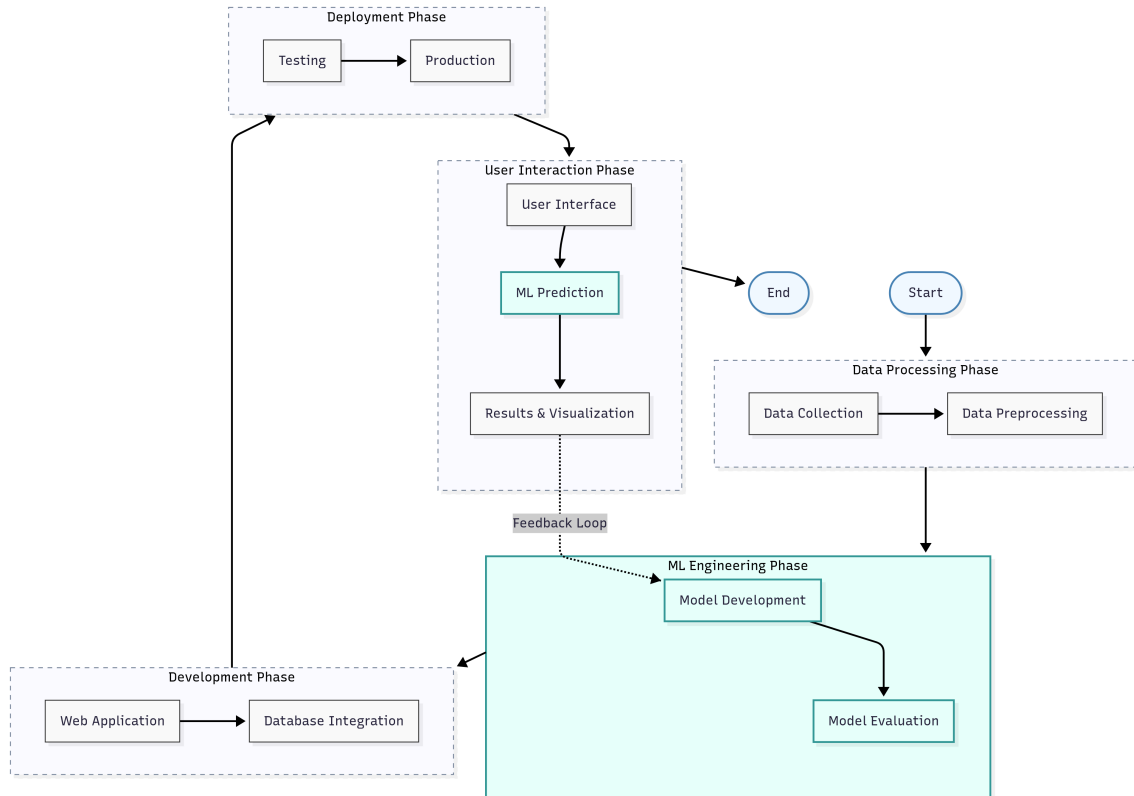 Deployment Phase
Testing
Production
User Interaction Phase
User Interface
ML Prediction
End
Start
Data Processing Phase
Results & Visualization
Data Collection
Data Preprocessing
Feedback Loop
ML Engineering Phase
Model Development
Development Phase
Web Application
Database Integration
Model Evaluation